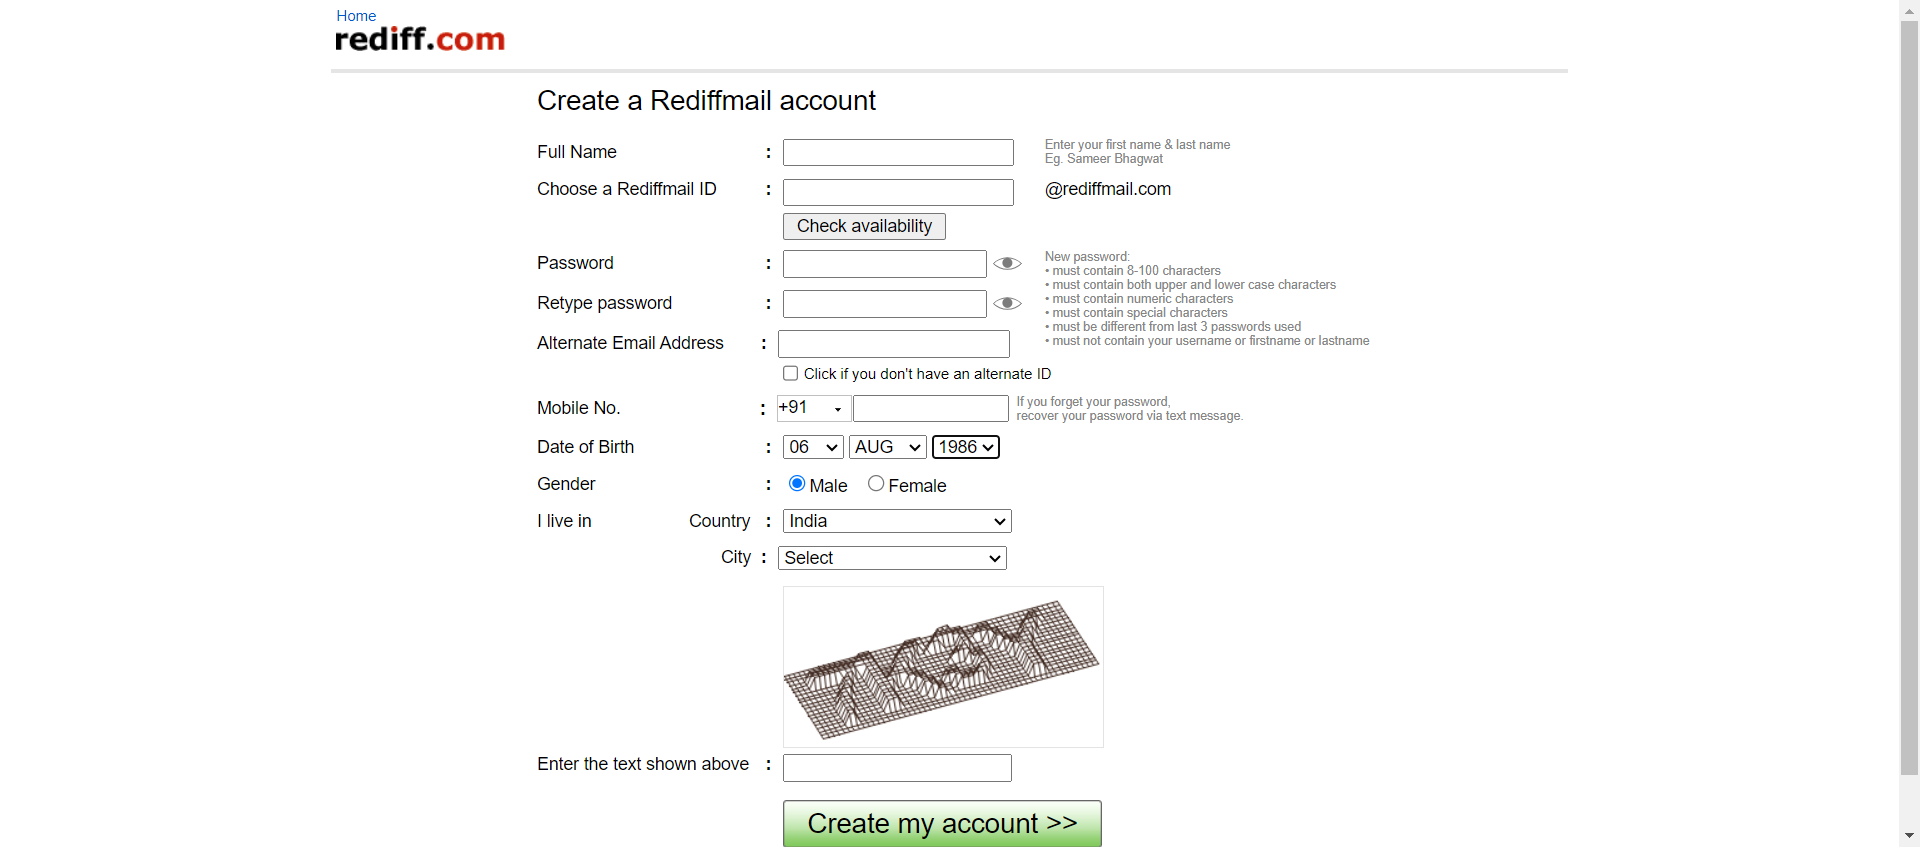 Home
rediff.com
Create a Rediffmail account
Full Name :
Enter your first name & last name
Eg. Sameer Bhagwat
Choose a Rediffmail ID : @rediffmail.com
Check availability
Password :
New password:
• must contain 8-100 characters
• must contain both upper and lower case characters
• must contain numeric characters
• must contain special characters
• must be different from last 3 passwords used
• must not contain your username or firstname or lastname
Retype password :
Alternate Email Address :
Click if you don't have an alternate ID
Mobile No. : +91
If you forget your password,
recover your password via text message.
Date of Birth : 06 AUG 1986
Gender : Male Female
I live in Country : India
City : Select
Enter the text shown above :
Create my account >>